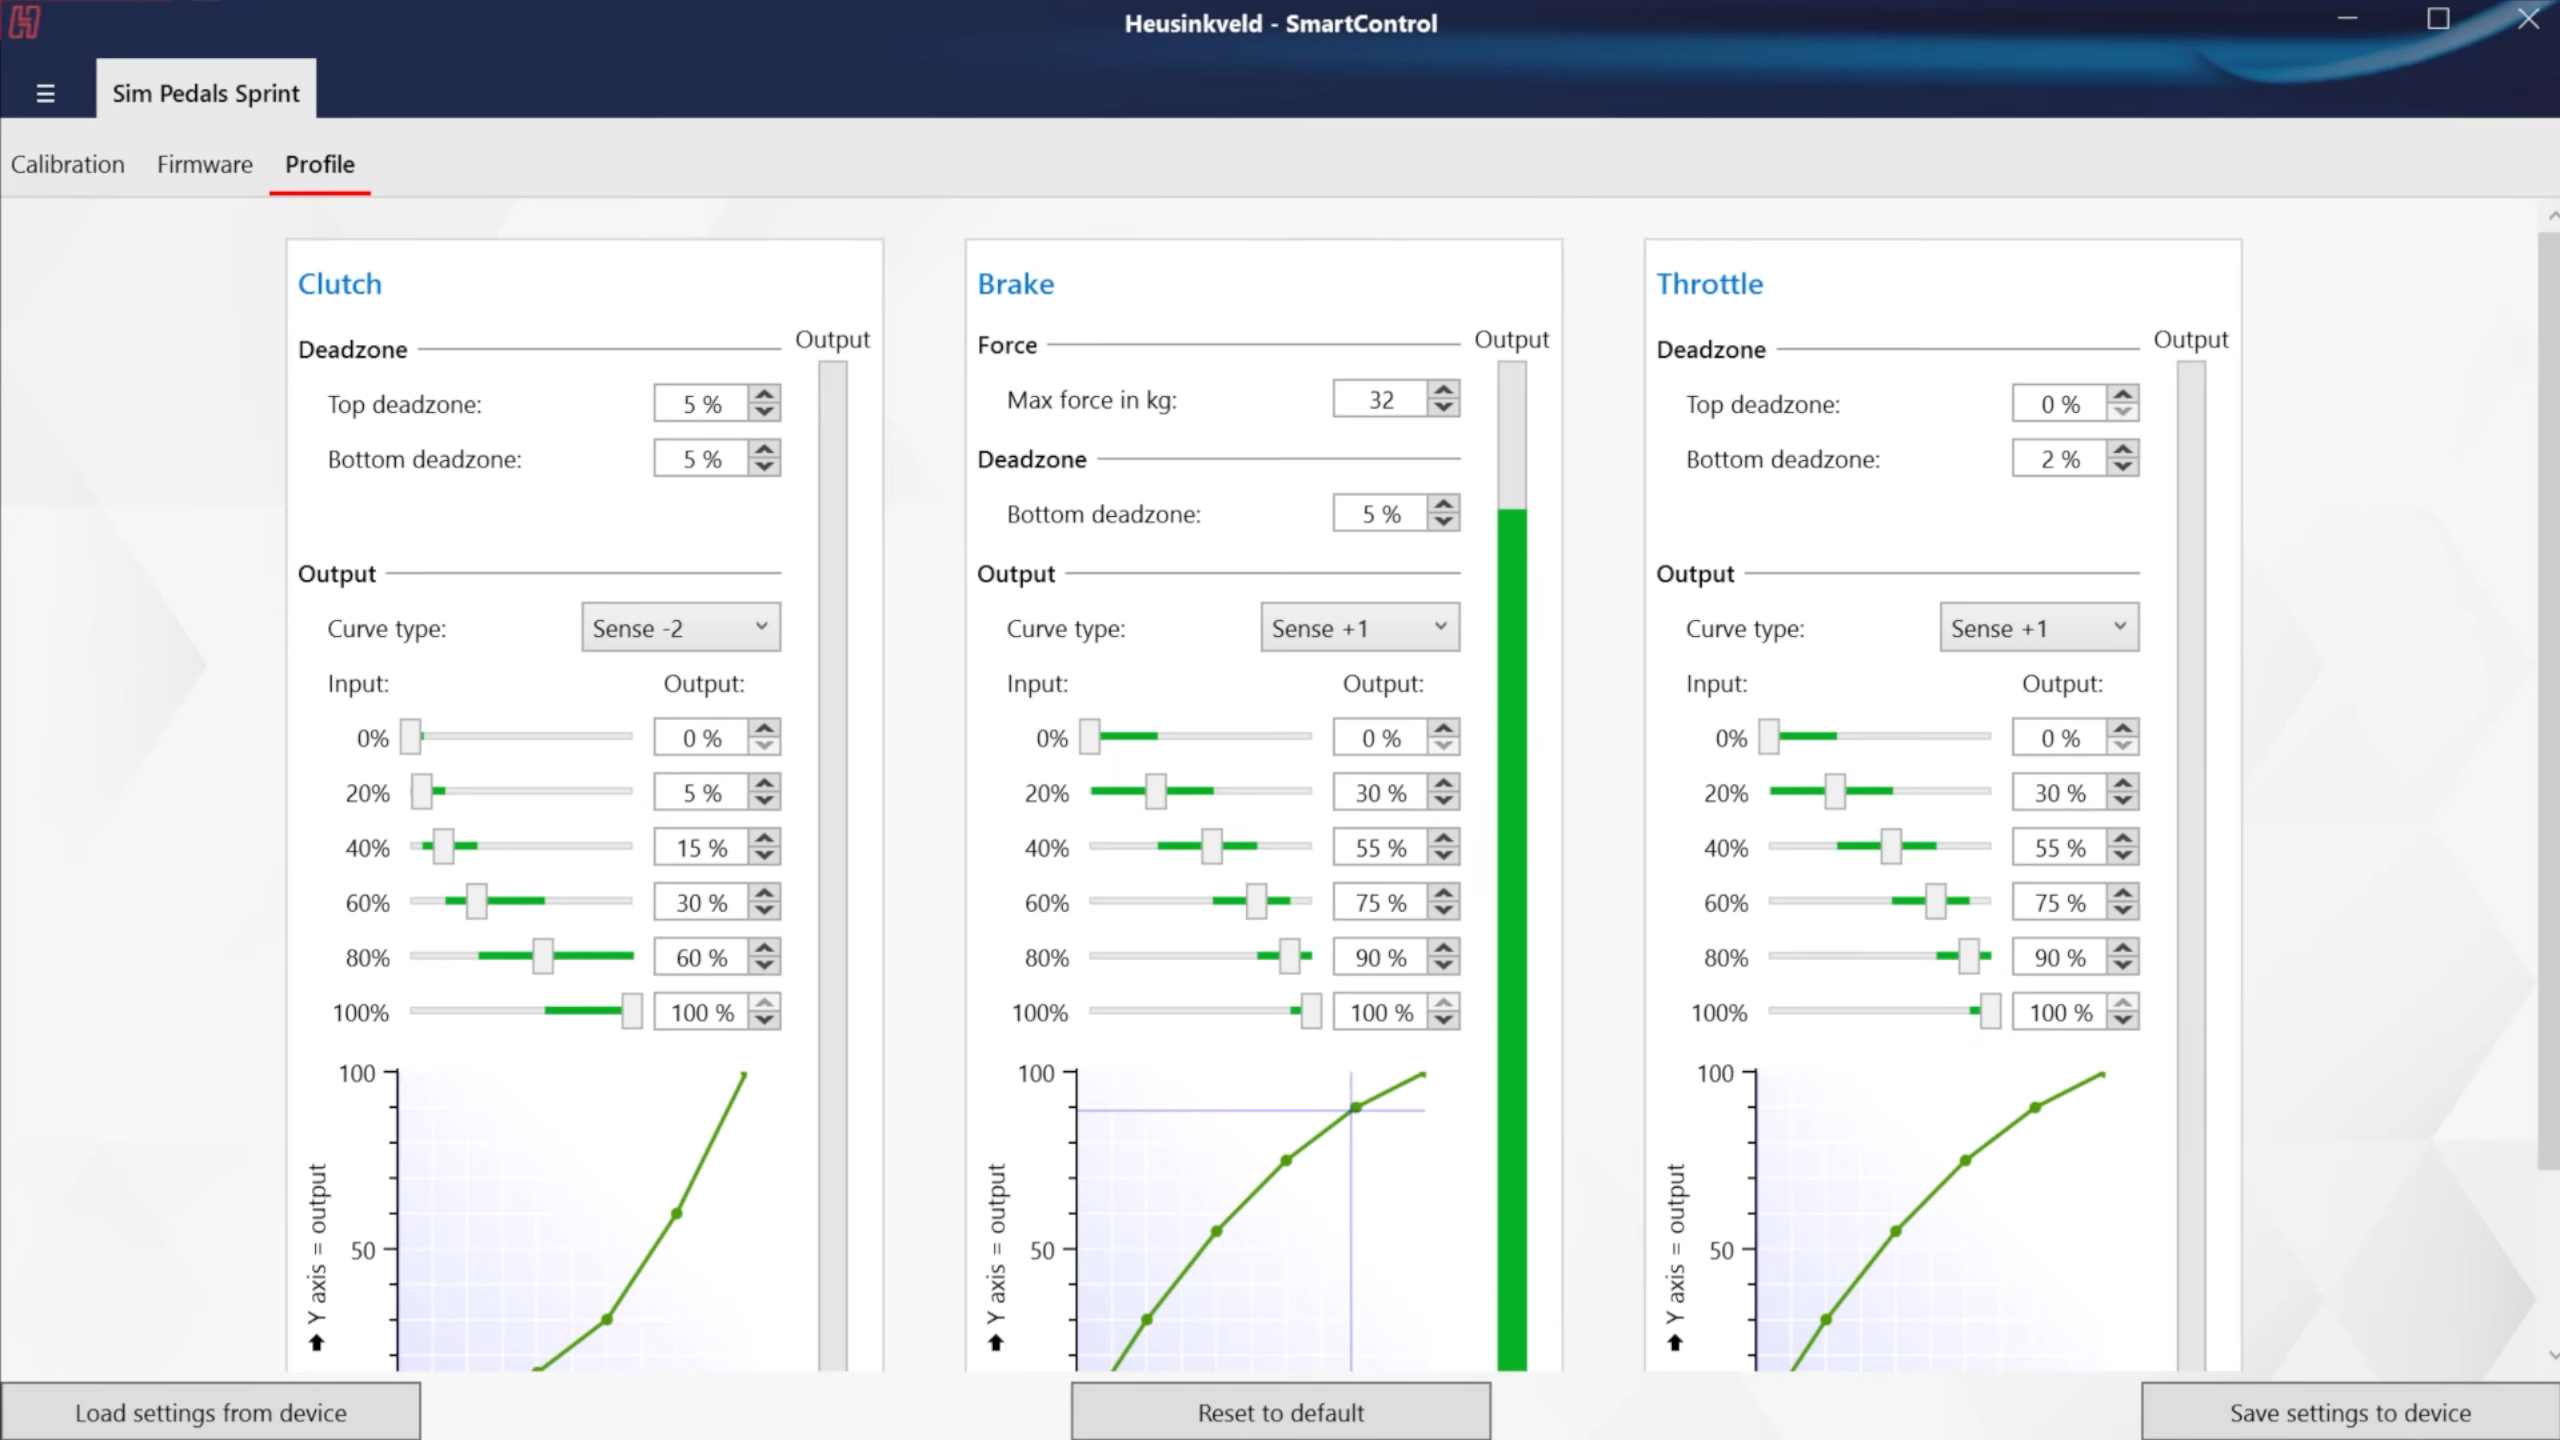 Heusinkveld - SmartControl
☰ Sim Pedals Sprint
Calibration Firmware Profile
Clutch
Output
Deadzone
Top deadzone: 5 %
Bottom deadzone: 5 %
Output
Curve type: Sense -2
Input: Output:
0% 0 %
20% 5 %
40% 15 %
60% 30 %
80% 60 %
100% 100 %
100
50
Y axis = output
Brake
Output
Force
Max force in kg: 32
Deadzone
Bottom deadzone: 5 %
Output
Curve type: Sense +1
Input: Output:
0% 0 %
20% 30 %
40% 55 %
60% 75 %
80% 90 %
100% 100 %
100
50
Y axis = output
Throttle
Output
Deadzone
Top deadzone: 0 %
Bottom deadzone: 2 %
Output
Curve type: Sense +1
Input: Output:
0% 0 %
20% 30 %
40% 55 %
60% 75 %
80% 90 %
100% 100 %
100
50
Y axis = output
Load settings from device
Reset to default
Save settings to device